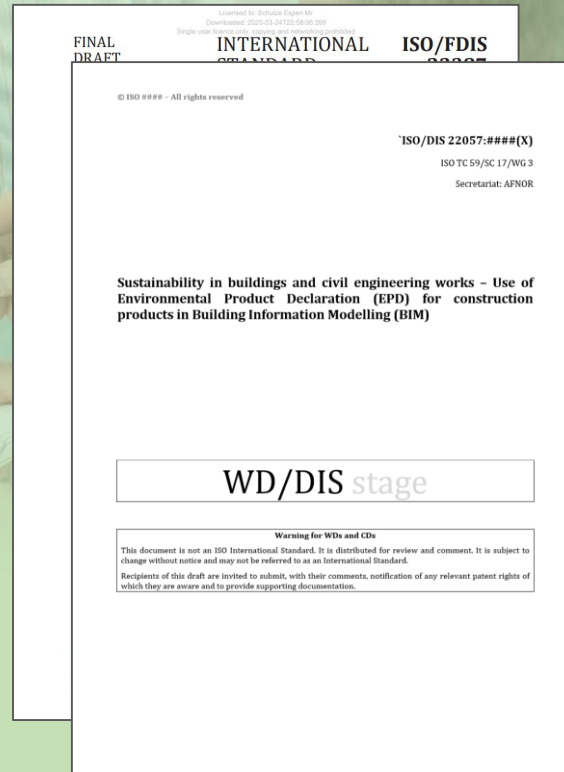 Licensed to: Schulze Espen Mr
Downloaded: 2020-03-24T22:58:06.599
Single user licence only, copying and networking prohibited
FINAL INTERNATIONAL ISO/FDIS
DRAFT STANDARD
© ISO #### – All rights reserved
`ISO/DIS 22057:####(X)
ISO TC 59/SC 17/WG 3
Secretariat: AFNOR
Sustainability in buildings and civil engineering works – Use of
Environmental Product Declaration (EPD) for construction
products in Building Information Modelling (BIM)
WD/DIS stage
Warning for WDs and CDs
This document is not an ISO International Standard. It is distributed for review and comment. It is subject to
change without notice and may not be referred to as an International Standard.
Recipients of this draft are invited to submit, with their comments, notification of any relevant patent rights of
which they are aware and to provide supporting documentation.